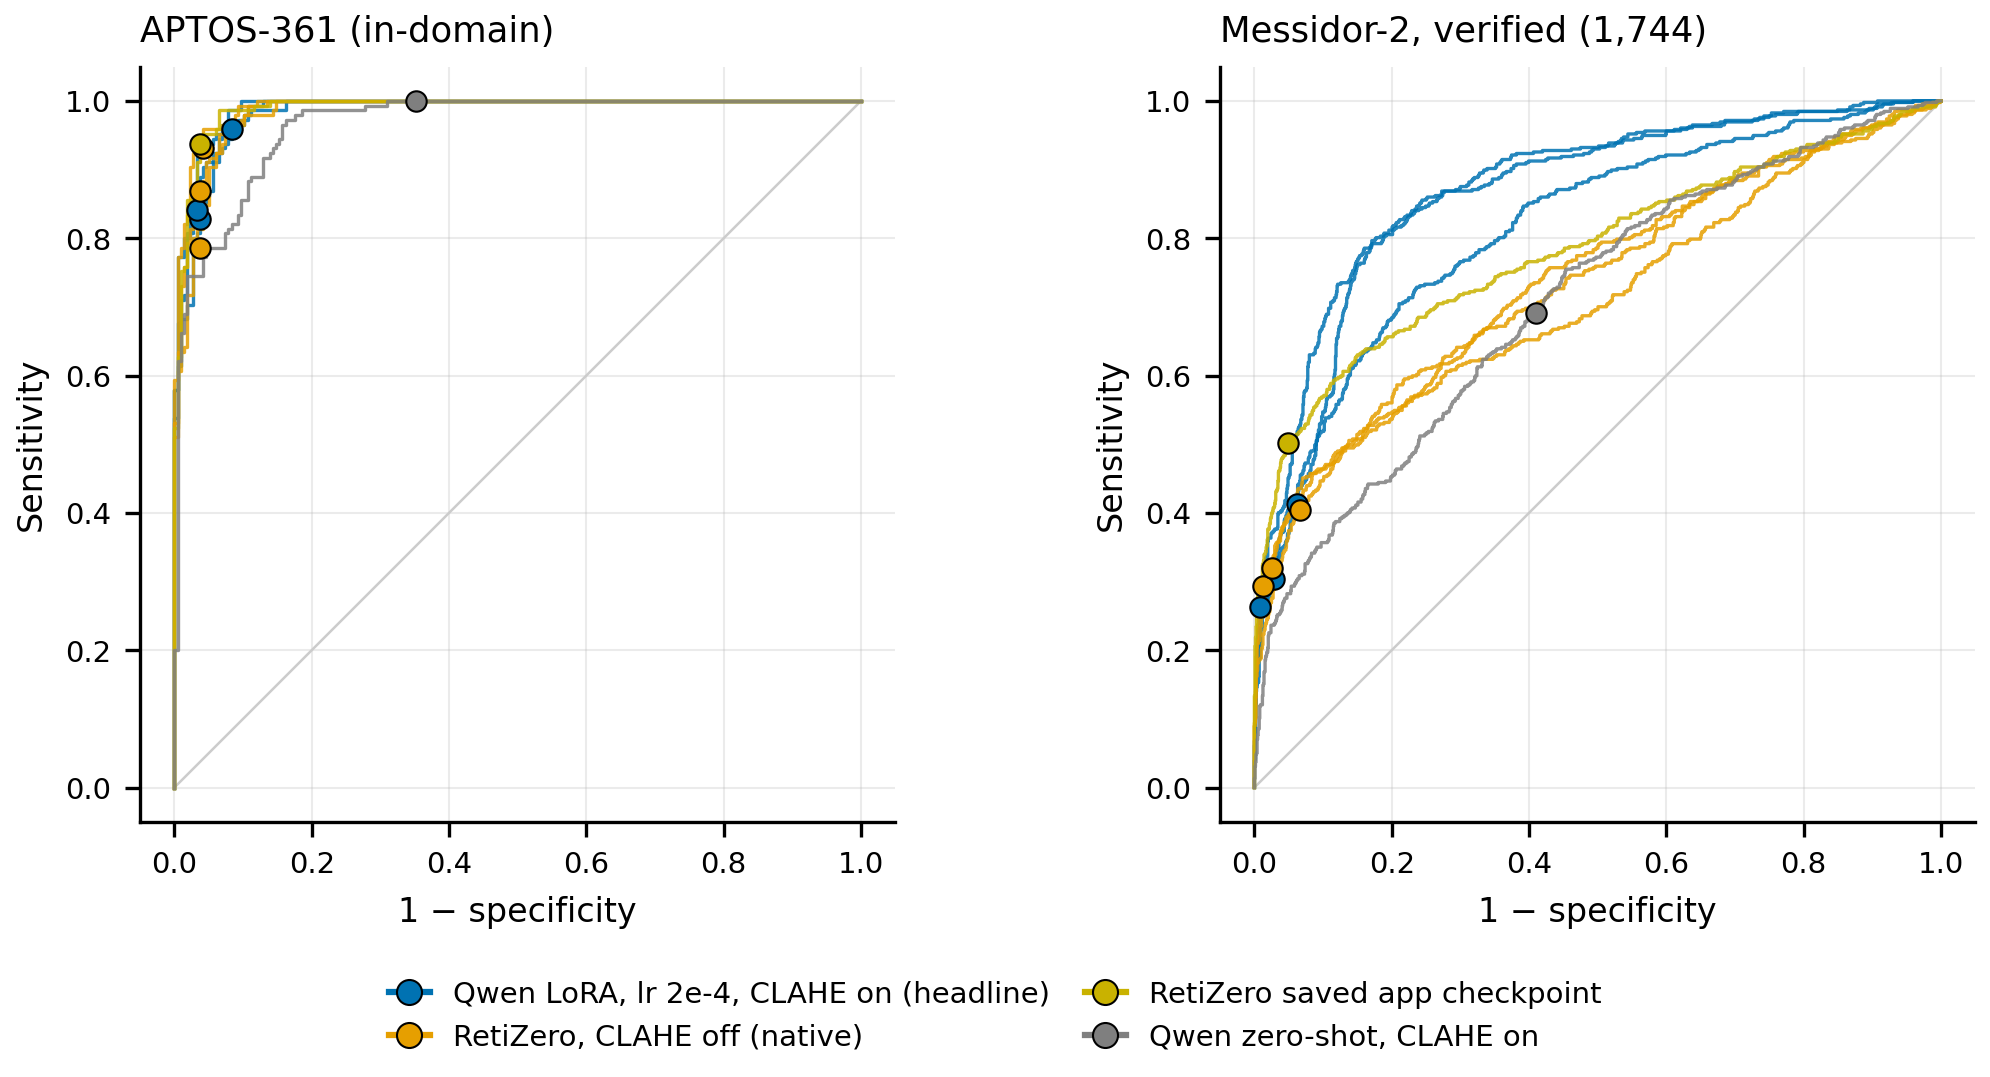 APTOS-361 (in-domain)
Sensitivity
1.0
0.8
0.6
0.4
0.2
0.0
0.0 0.2 0.4 0.6 0.8 1.0
1 − specificity
Messidor-2, verified (1,744)
Sensitivity
1.0
0.8
0.6
0.4
0.2
0.0
0.0 0.2 0.4 0.6 0.8 1.0
1 − specificity
Qwen LoRA, lr 2e-4, CLAHE on (headline)
RetiZero, CLAHE off (native)
RetiZero saved app checkpoint
Qwen zero-shot, CLAHE on